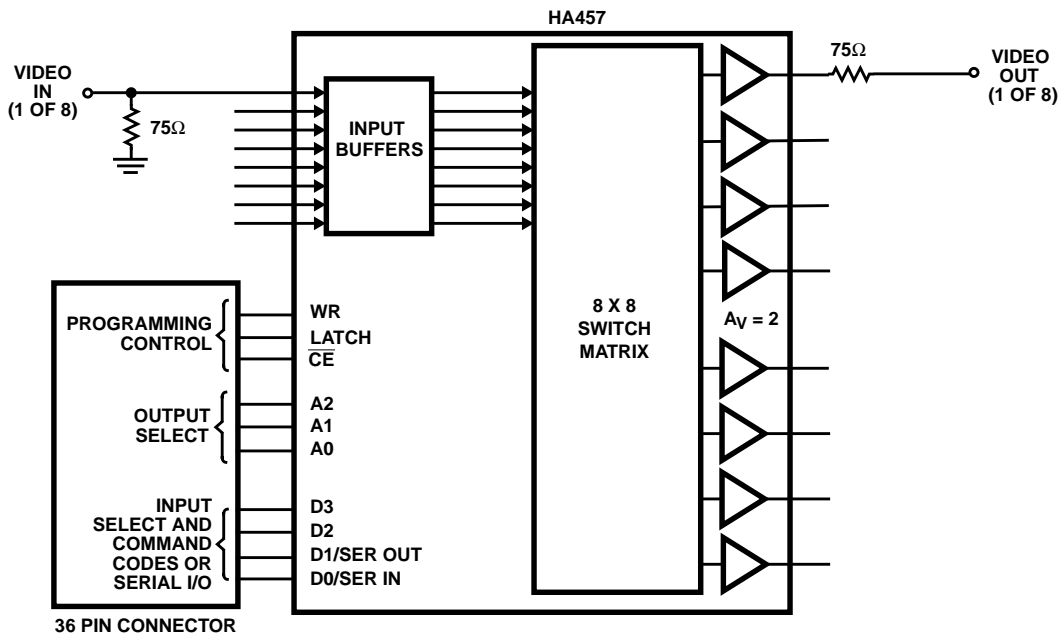 HA457
VIDEO
IN
(1 OF 8)
75Ω
INPUT
BUFFERS
8 X 8
SWITCH
MATRIX
AV = 2
75Ω
VIDEO
OUT
(1 OF 8)
PROGRAMMING
CONTROL
WR
LATCH
CE
OUTPUT
SELECT
A2
A1
A0
INPUT
SELECT AND
COMMAND
CODES OR
SERIAL I/O
D3
D2
D1/SER OUT
D0/SER IN
36 PIN CONNECTOR